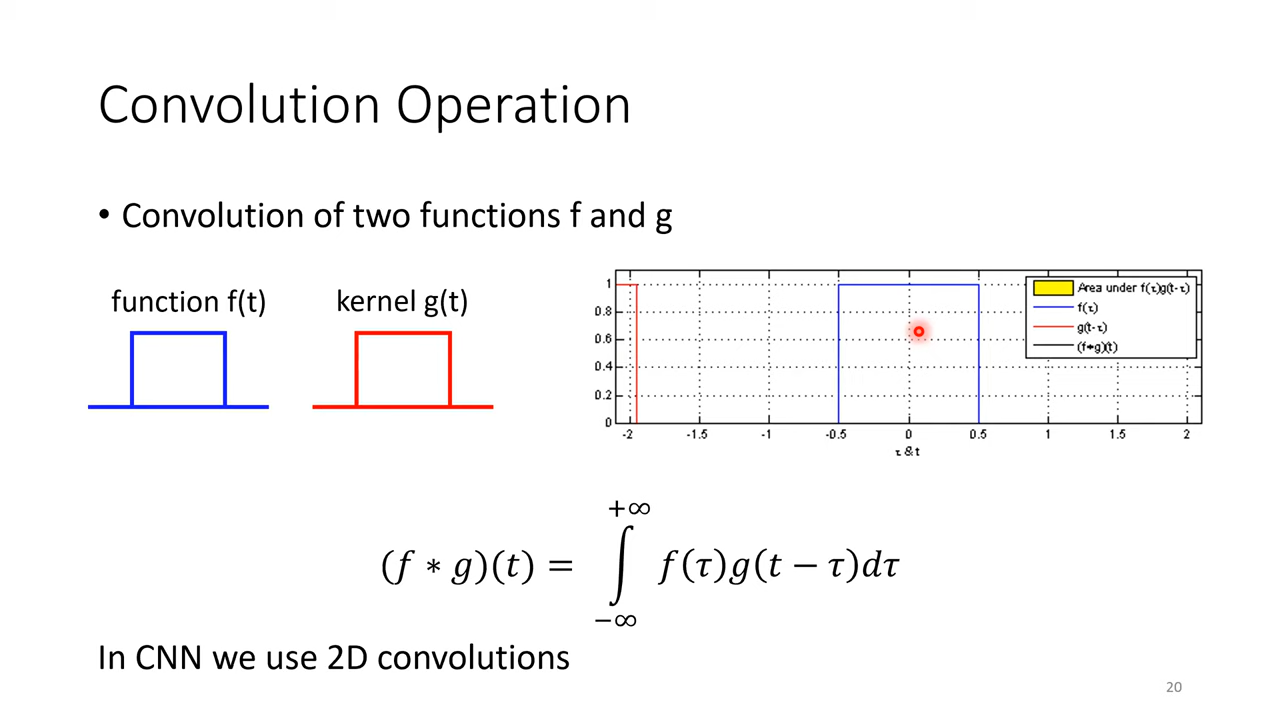 Convolution Operation
• Convolution of two functions f and g
function f(t)
kernel g(t)
1
0.8
0.6
0.4
0.2
0
-2 -1.5 -1 -0.5 0 0.5 1 1.5 2
τ & t
Area under f(τ)g(t-τ)
f(τ)
g(t-τ)
(f*g)(t)
+∞
(f ∗ g)(t) = ∫ f(τ)g(t − τ)dτ
−∞
In CNN we use 2D convolutions
20